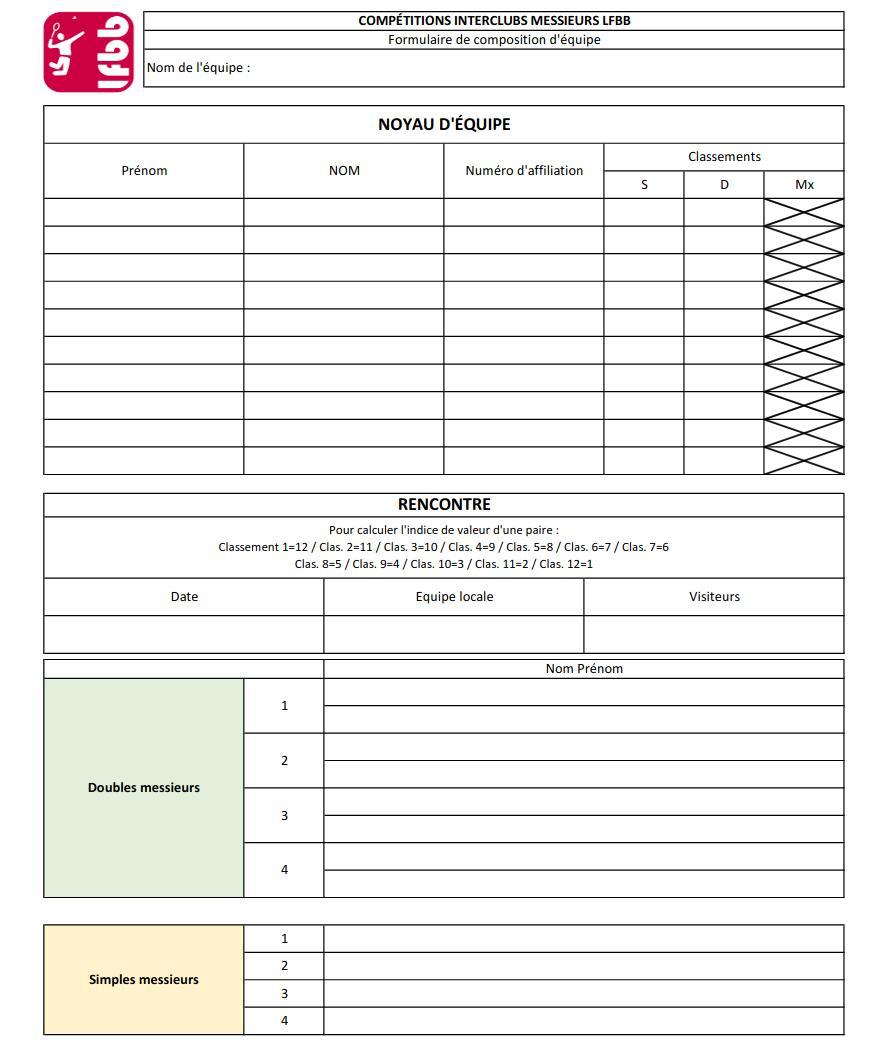 lfbb
COMPÉTITIONS INTERCLUBS MESSIEURS LFBB
Formulaire de composition d'équipe
Nom de l'équipe :
NOYAU D'ÉQUIPE
Prénom NOM Numéro d'affiliation Classements
S D Mx
RENCONTRE
Pour calculer l'indice de valeur d'une paire :
Classement 1=12 / Clas. 2=11 / Clas. 3=10 / Clas. 4=9 / Clas. 5=8 / Clas. 6=7 / Clas. 7=6
Clas. 8=5 / Clas. 9=4 / Clas. 10=3 / Clas. 11=2 / Clas. 12=1
Date Equipe locale Visiteurs
Nom Prénom
Doubles messieurs
1
2
3
4
Simples messieurs
1
2
3
4